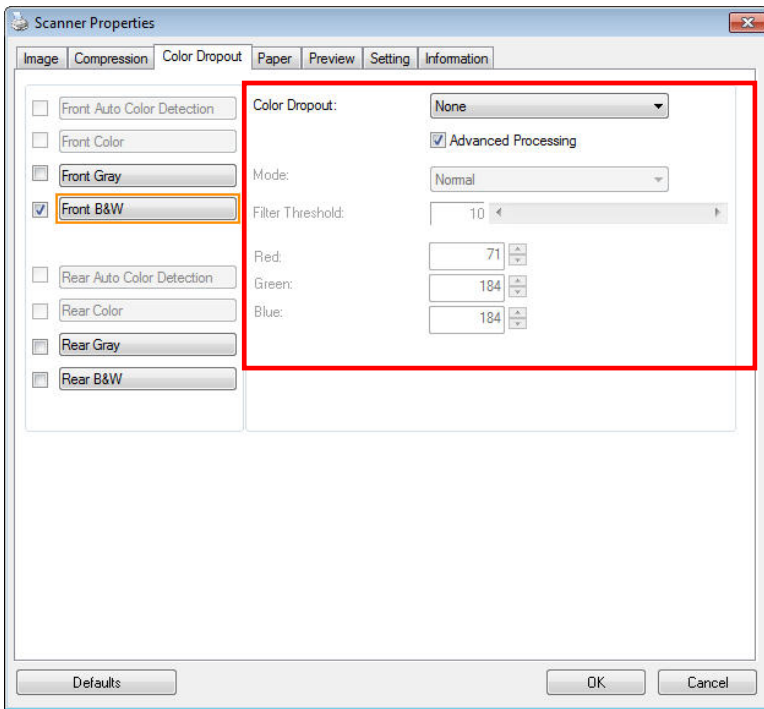 Scanner Properties
Image Compression Color Dropout Paper Preview Setting Information
Front Auto Color Detection
Front Color
Front Gray
Front B&W
Rear Auto Color Detection
Rear Color
Rear Gray
Rear B&W
Color Dropout: None
Advanced Processing
Mode: Normal
Filter Threshold: 10
Red: 71
Green: 184
Blue: 184
Defaults OK Cancel